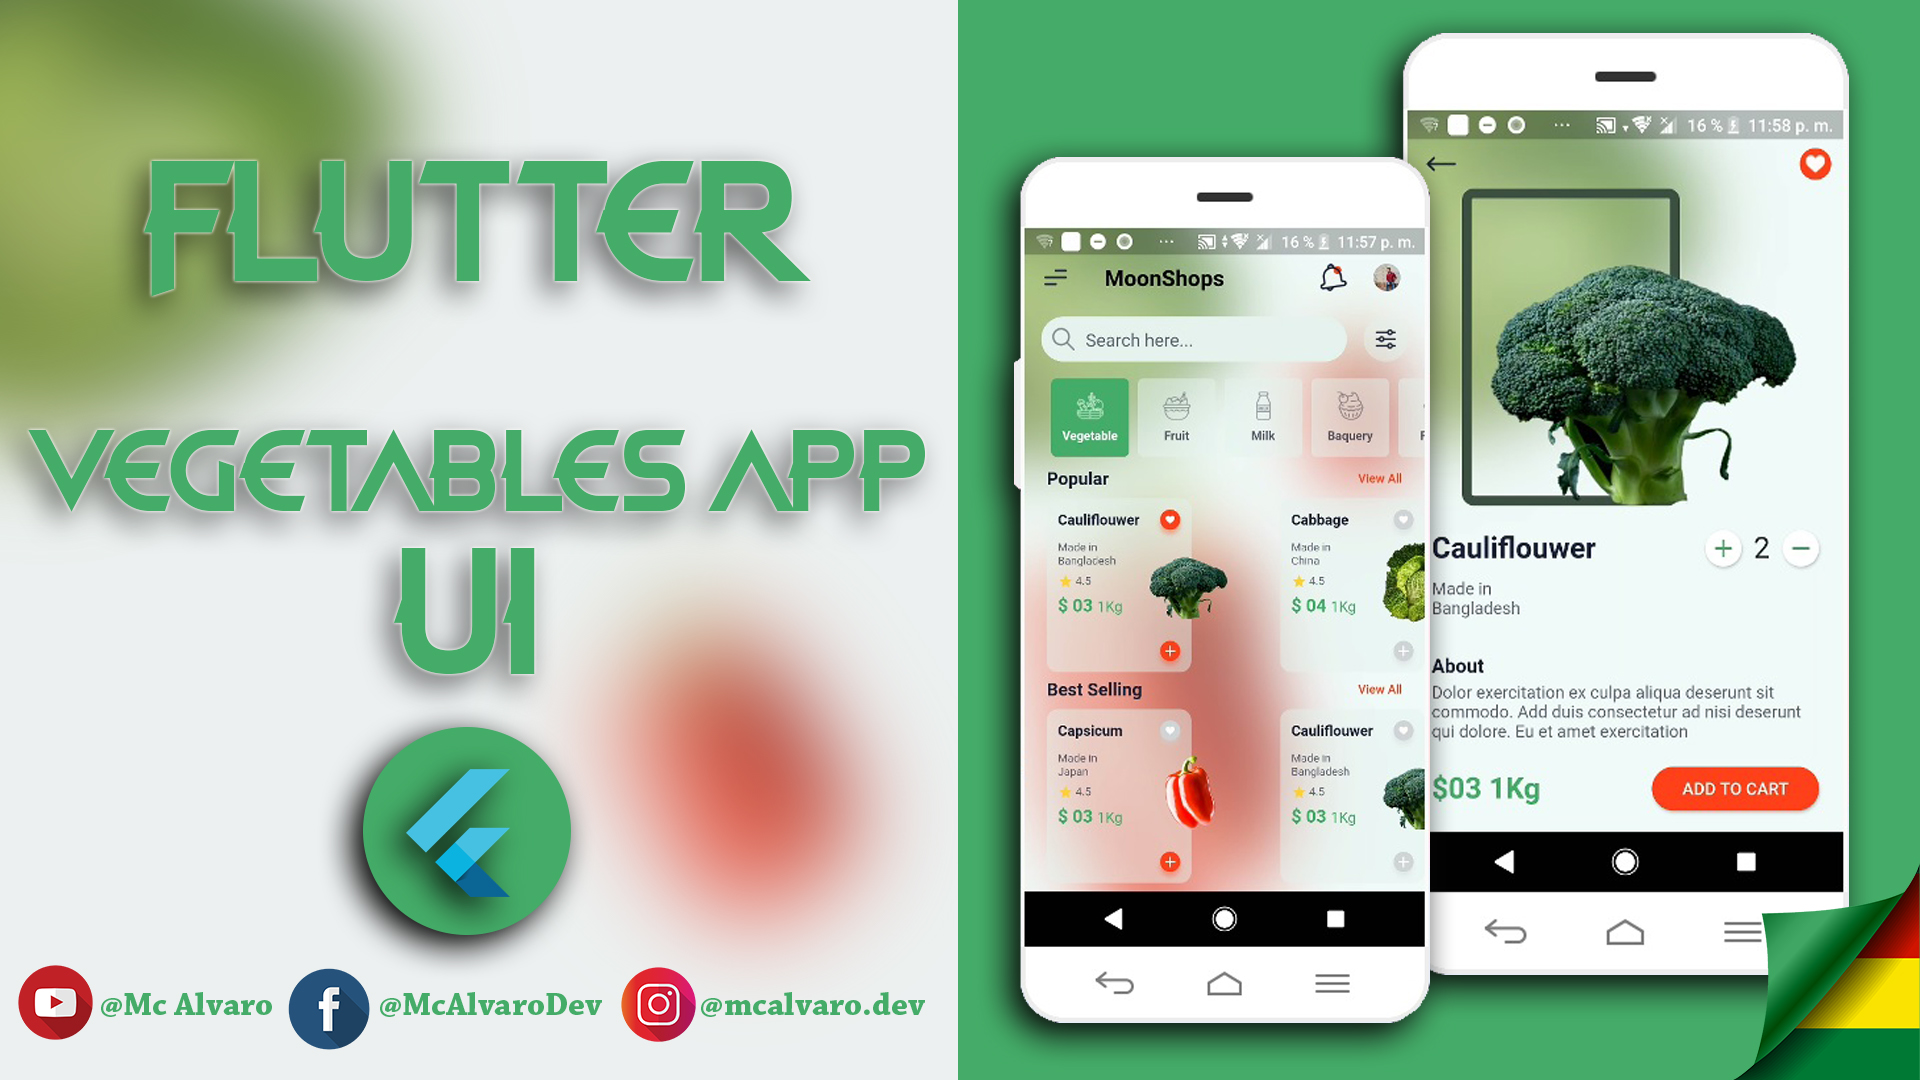 FLUTTER
VEGETABLES APP
UI
@Mc Alvaro
@McAlvaroDev
@mcalvaro.dev
16 % 11:57 p. m.
MoonShops
Search here...
Vegetable
Fruit
Milk
Baquery
F
Popular
View All
Cauliflouwer
Made in
Bangladesh
4.5
$ 03 1Kg
Cabbage
Made in
China
4.5
$ 04 1Kg
Best Selling
View All
Capsicum
Made in
Japan
4.5
$ 03 1Kg
Cauliflouwer
Made in
Bangladesh
4.5
$ 03 1Kg
16 % 11:58 p. m.
Cauliflouwer
2
Made in
Bangladesh
About
Dolor exercitation ex culpa aliqua deserunt sit
commodo. Add duis consectetur ad nisi deserunt
qui dolore. Eu et amet exercitation
$03 1Kg
ADD TO CART